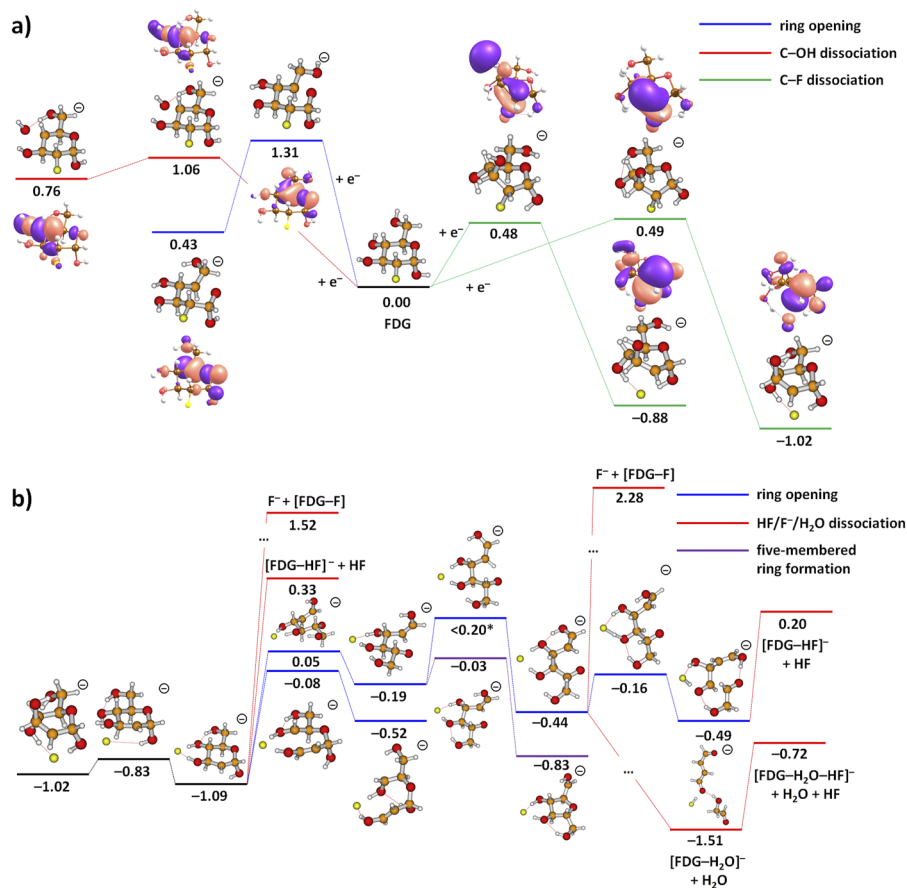 a)
ring opening
C–OH dissociation
C–F dissociation
⊖
⊖
⊖
⊖
⊖
0.76
1.06
1.31
+ e⁻
+ e⁻
0.43
⊖
0.00
FDG
+ e⁻
0.48
+ e⁻
0.49
⊖
–0.88
⊖
–1.02
b)
F⁻ + [FDG–F]
1.52
...
[FDG–HF]⁻ + HF
0.33
⊖
0.05
–0.08
⊖
–1.02
⊖
–0.83
⊖
–1.09
⊖
–0.19
–0.52
⊖
⊖
<0.20*
–0.03
⊖
–0.83
⊖
⊖
–0.44
F⁻ + [FDG–F]
2.28
...
...
⊖
–0.16
⊖
–0.49
ring opening
HF/F⁻/H₂O dissociation
five-membered
ring formation
0.20
[FDG–HF]⁻
+ HF
⊖
–1.51
[FDG–H₂O]⁻
+ H₂O
–0.72
[FDG–H₂O–HF]⁻
+ H₂O + HF